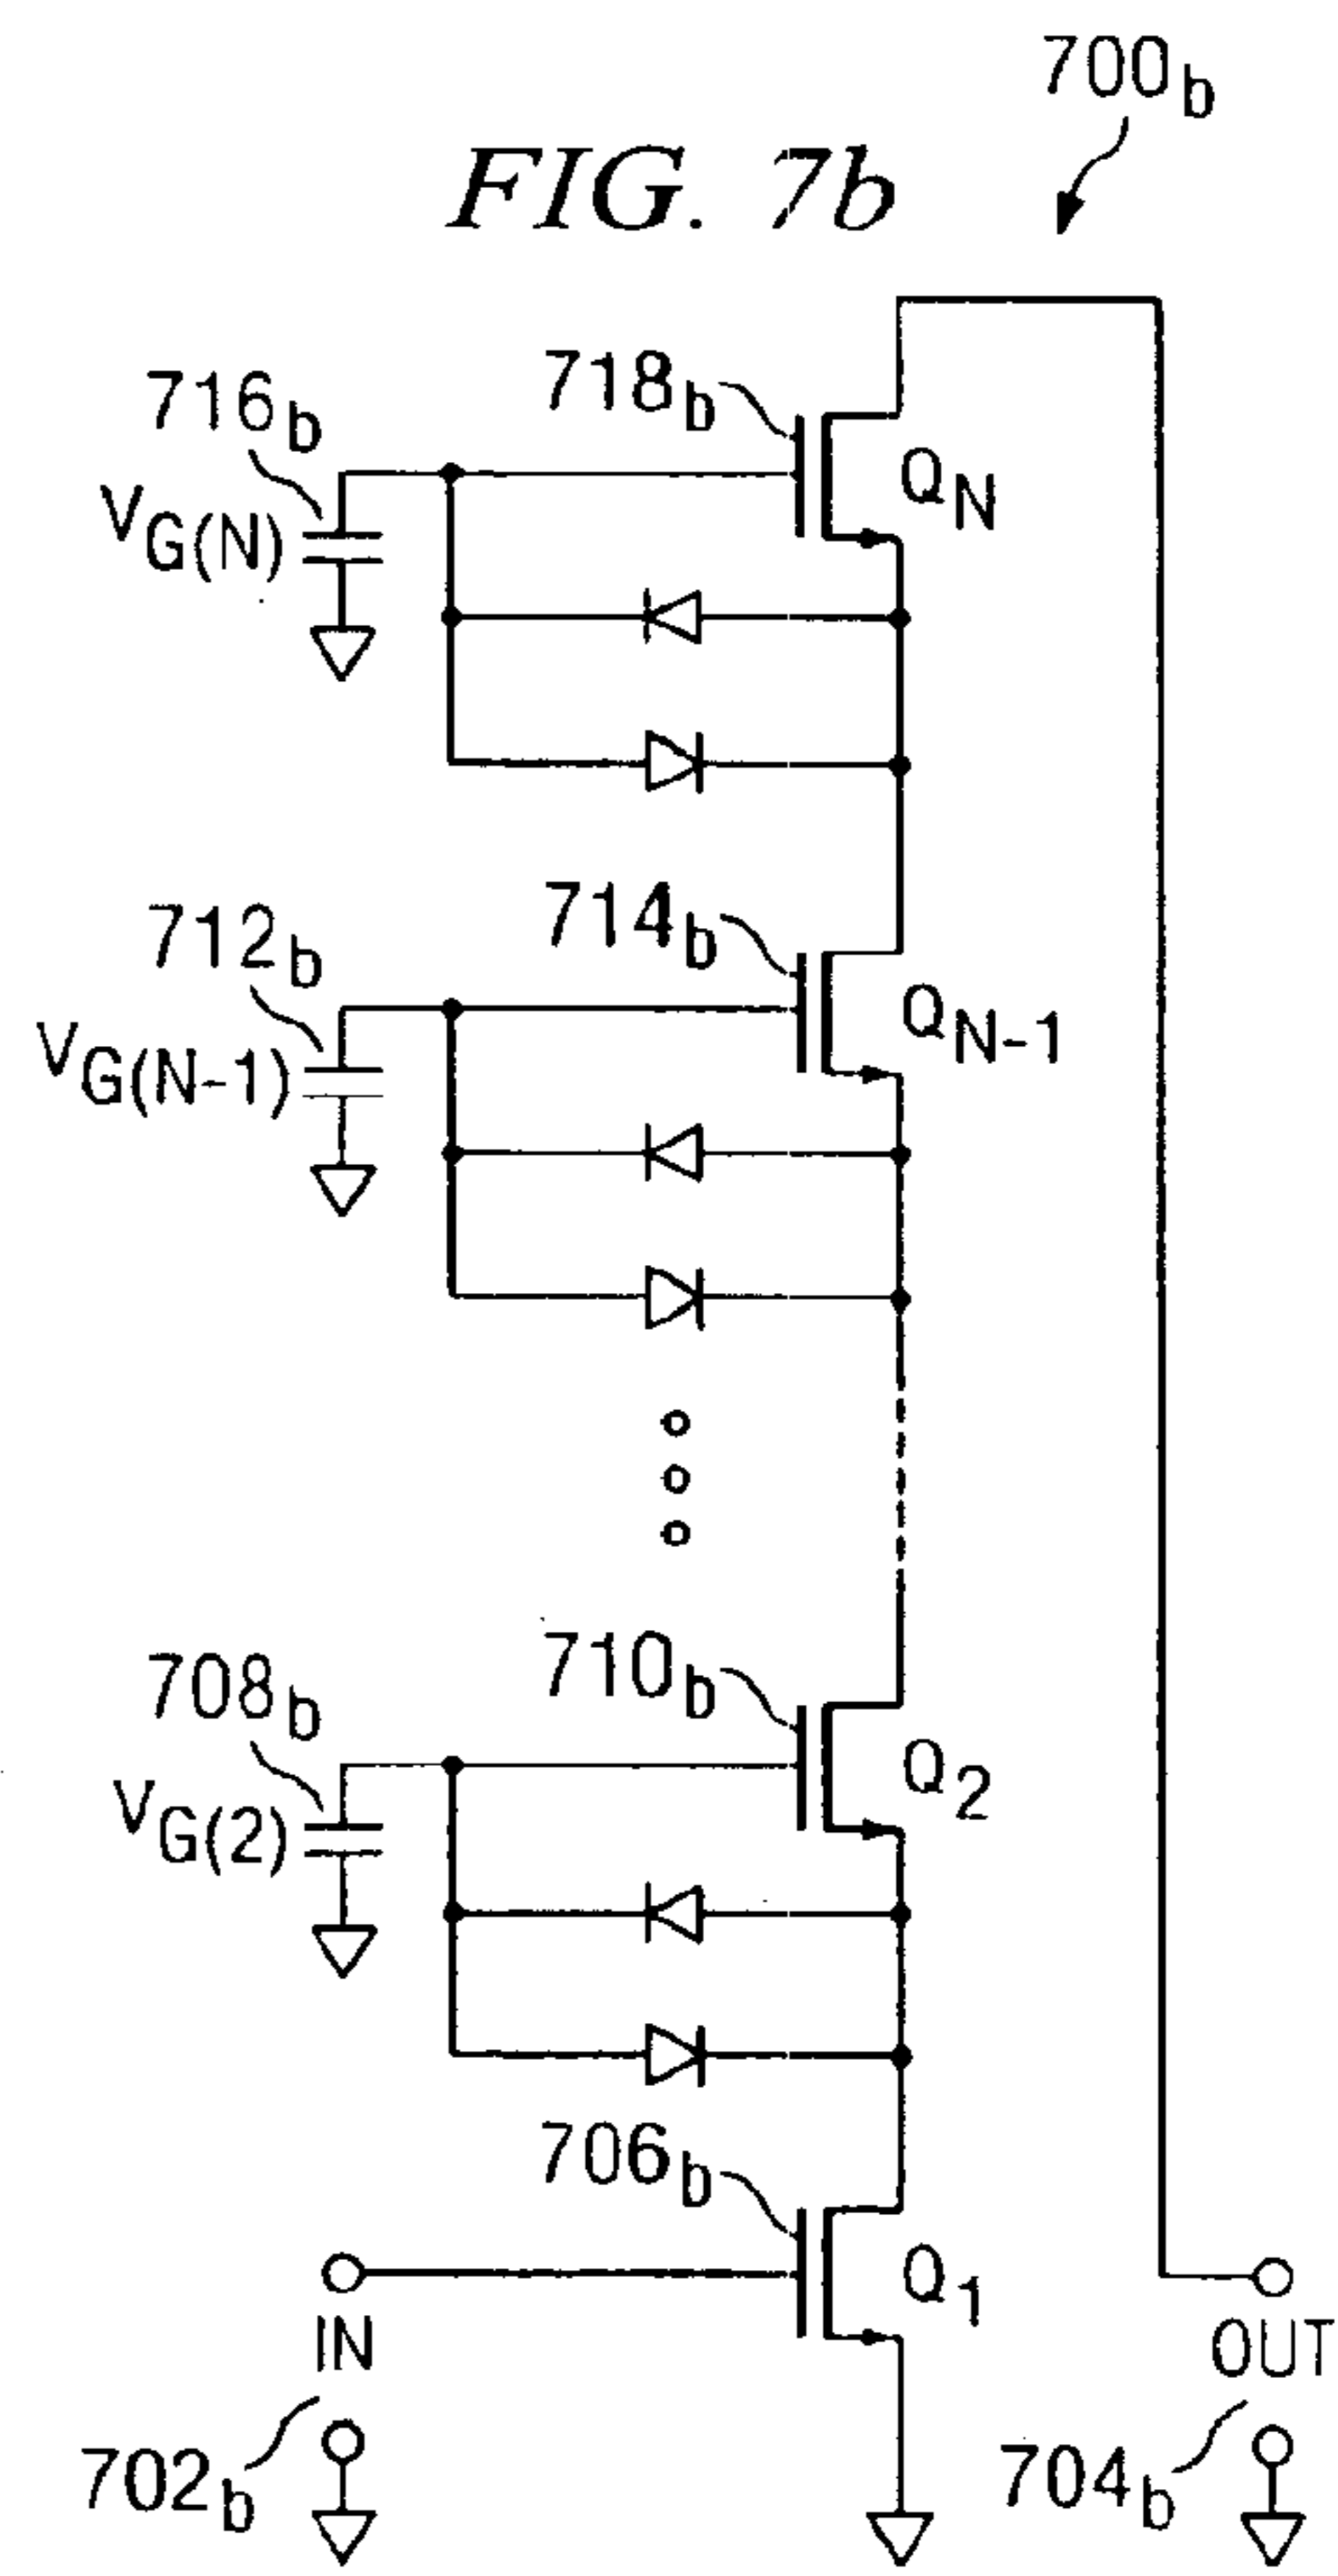 700b
FIG. 7b
718b
716b
QN
VG(N)
714b
712b
QN-1
VG(N-1)
710b
708b
Q2
VG(2)
706b
Q1
IN
OUT
702b
704b